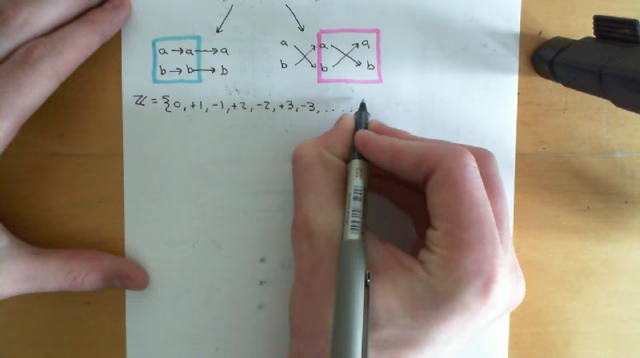 a → a → a a a a
b → b → b b b b
ℤ = {0, +1, -1, +2, -2, +3, -3, .....